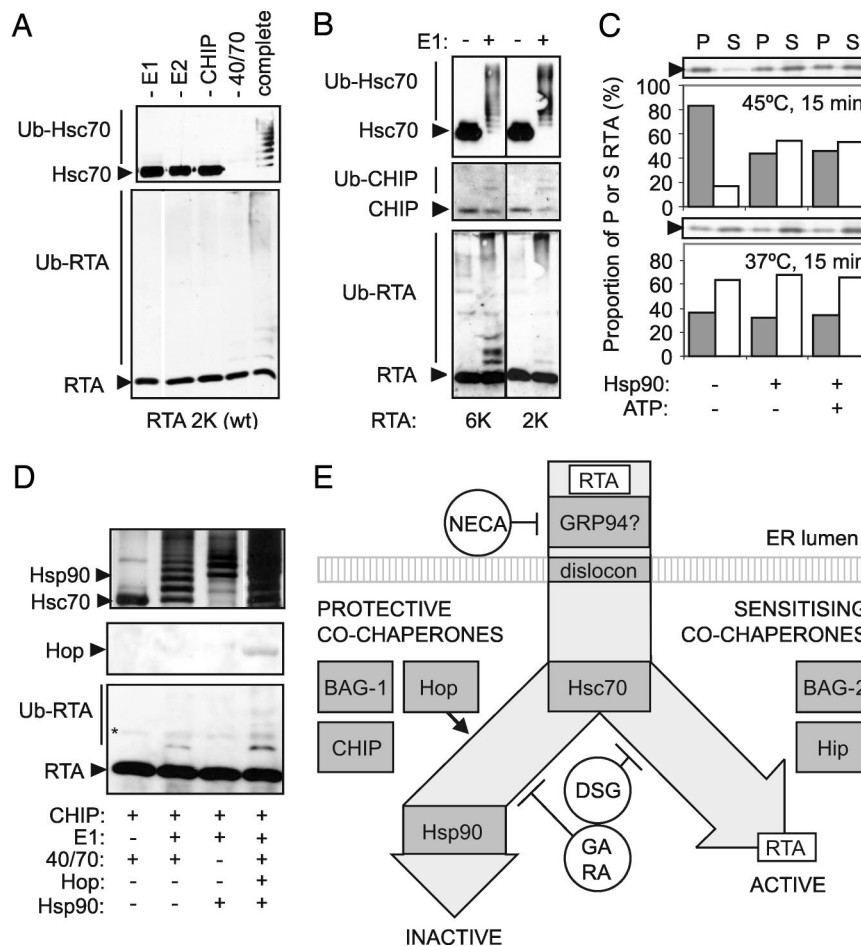 A
- E1
- E2
- CHIP
- 40/70
complete
Ub-Hsc70
Hsc70
Ub-RTA
RTA
RTA 2K (wt)
B
E1: - + - +
Ub-Hsc70
Hsc70
Ub-CHIP
CHIP
Ub-RTA
RTA
RTA: 6K 2K
C
P S P S P S
Proportion of P or S RTA (%)
100
80
60
40
20
0
45ºC, 15 min
80
60
40
20
0
37ºC, 15 min
Hsp90: - + +
ATP: - - +
D
Hsp90
Hsc70
Hop
Ub-RTA
*
RTA
CHIP: + + + +
E1: - + + +
40/70: + + - +
Hop: - - - +
Hsp90: - - + +
E
RTA
NECA
GRP94?
ER lumen
dislocon
PROTECTIVE
CO-CHAPERONES
SENSITISING
CO-CHAPERONES
BAG-1
Hop
Hsc70
BAG-2
CHIP
Hip
DSG
Hsp90
GA
RA
RTA
ACTIVE
INACTIVE